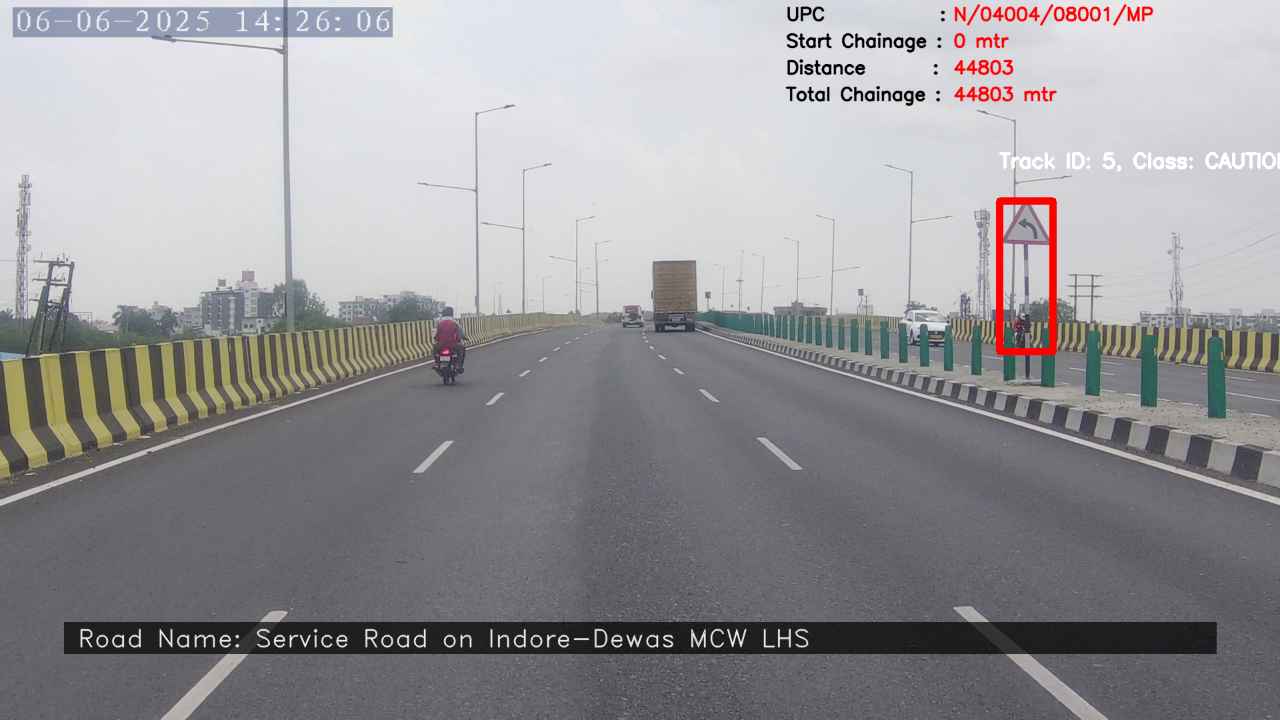 06-06-2025 14:26:06
UPC : N/04004/08001/MP
Start Chainage : 0 mtr
Distance : 44803
Total Chainage : 44803 mtr
Track ID: 5, Class: CAUTIO
Road Name: Service Road on Indore-Dewas MCW LHS